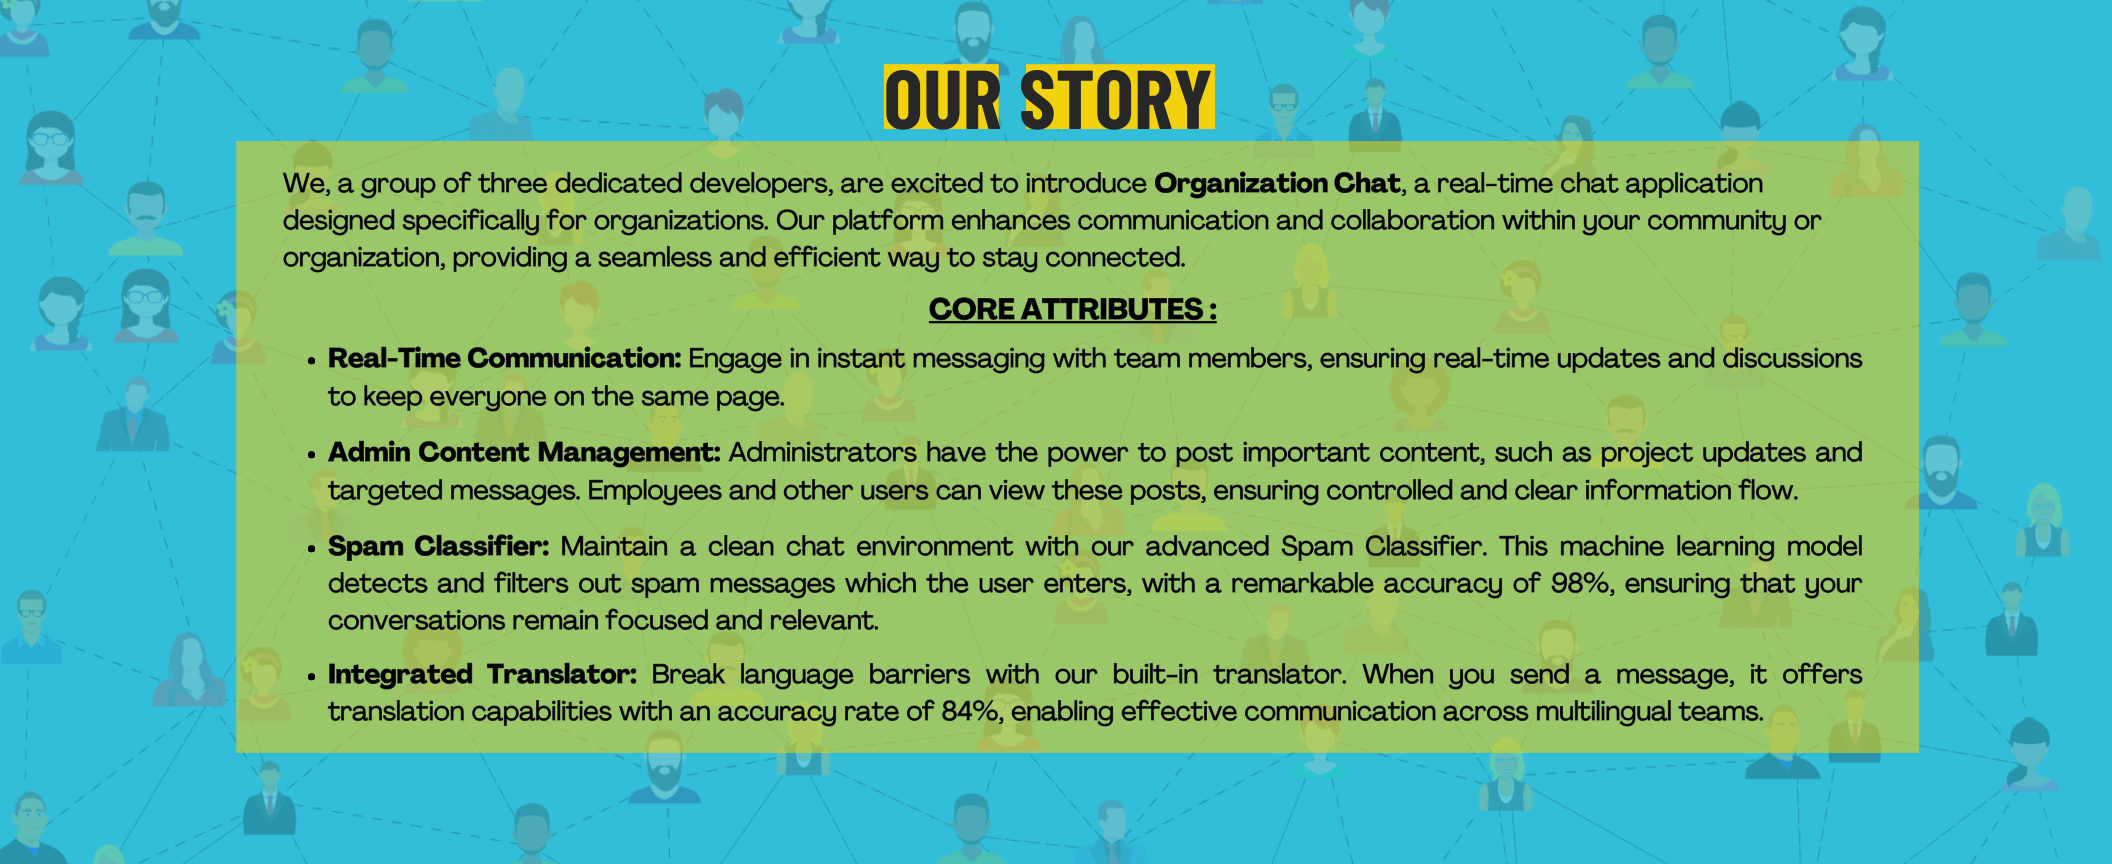 OUR STORY
We, a group of three dedicated developers, are excited to introduce Organization Chat, a real-time chat application
designed specifically for organizations. Our platform enhances communication and collaboration within your community or
organization, providing a seamless and efficient way to stay connected.
CORE ATTRIBUTES :
• Real-Time Communication: Engage in instant messaging with team members, ensuring real-time updates and discussions
to keep everyone on the same page.
• Admin Content Management: Administrators have the power to post important content, such as project updates and
targeted messages. Employees and other users can view these posts, ensuring controlled and clear information flow.
• Spam Classifier: Maintain a clean chat environment with our advanced Spam Classifier. This machine learning model
detects and filters out spam messages which the user enters, with a remarkable accuracy of 98%, ensuring that your
conversations remain focused and relevant.
• Integrated Translator: Break language barriers with our built-in translator. When you send a message, it offers
translation capabilities with an accuracy rate of 84%, enabling effective communication across multilingual teams.